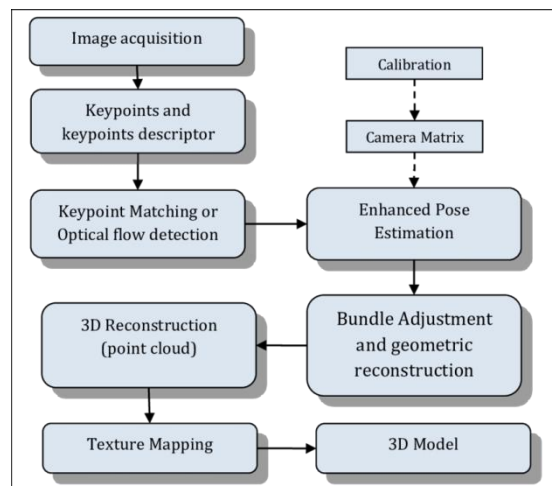 Image acquisition
Keypoints and
keypoints descriptor
Keypoint Matching or
Optical flow detection
Calibration
Camera Matrix
Enhanced Pose
Estimation
Bundle Adjustment
and geometric
reconstruction
3D Reconstruction
(point cloud)
Texture Mapping
3D Model